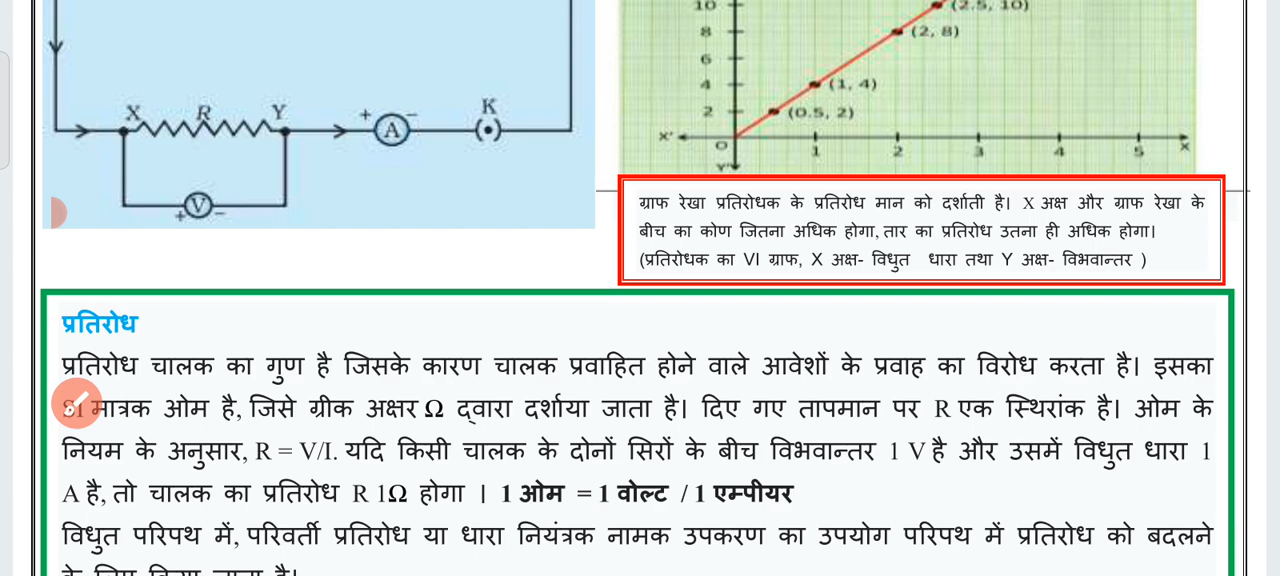 X R Y
+ A −
K
+ V −
10 (2.5, 10)
8 (2, 8)
6
4 (1, 4)
2 (0.5, 2)
X' O 1 2 3 4 5 X
Y'
ग्राफ रेखा प्रतिरोधक के प्रतिरोध मान को दर्शाती है। X अक्ष और ग्राफ रेखा के
बीच का कोण जितना अधिक होगा, तार का प्रतिरोध उतना ही अधिक होगा।
(प्रतिरोधक का VI ग्राफ, X अक्ष- विधुत धारा तथा Y अक्ष- विभवान्तर )
प्रतिरोध
प्रतिरोध चालक का गुण है जिसके कारण चालक प्रवाहित होने वाले आवेशों के प्रवाह का विरोध करता है। इसका
मात्रक ओम है, जिसे ग्रीक अक्षर Ω द्वारा दर्शाया जाता है। दिए गए तापमान पर R एक स्थिरांक है। ओम के
नियम के अनुसार, R = V/I. यदि किसी चालक के दोनों सिरों के बीच विभवान्तर 1 V है और उसमें विधुत धारा 1
A है, तो चालक का प्रतिरोध R 1Ω होगा । 1 ओम = 1 वोल्ट / 1 एम्पीयर
विधुत परिपथ में, परिवर्ती प्रतिरोध या धारा नियंत्रक नामक उपकरण का उपयोग परिपथ में प्रतिरोध को बदलने